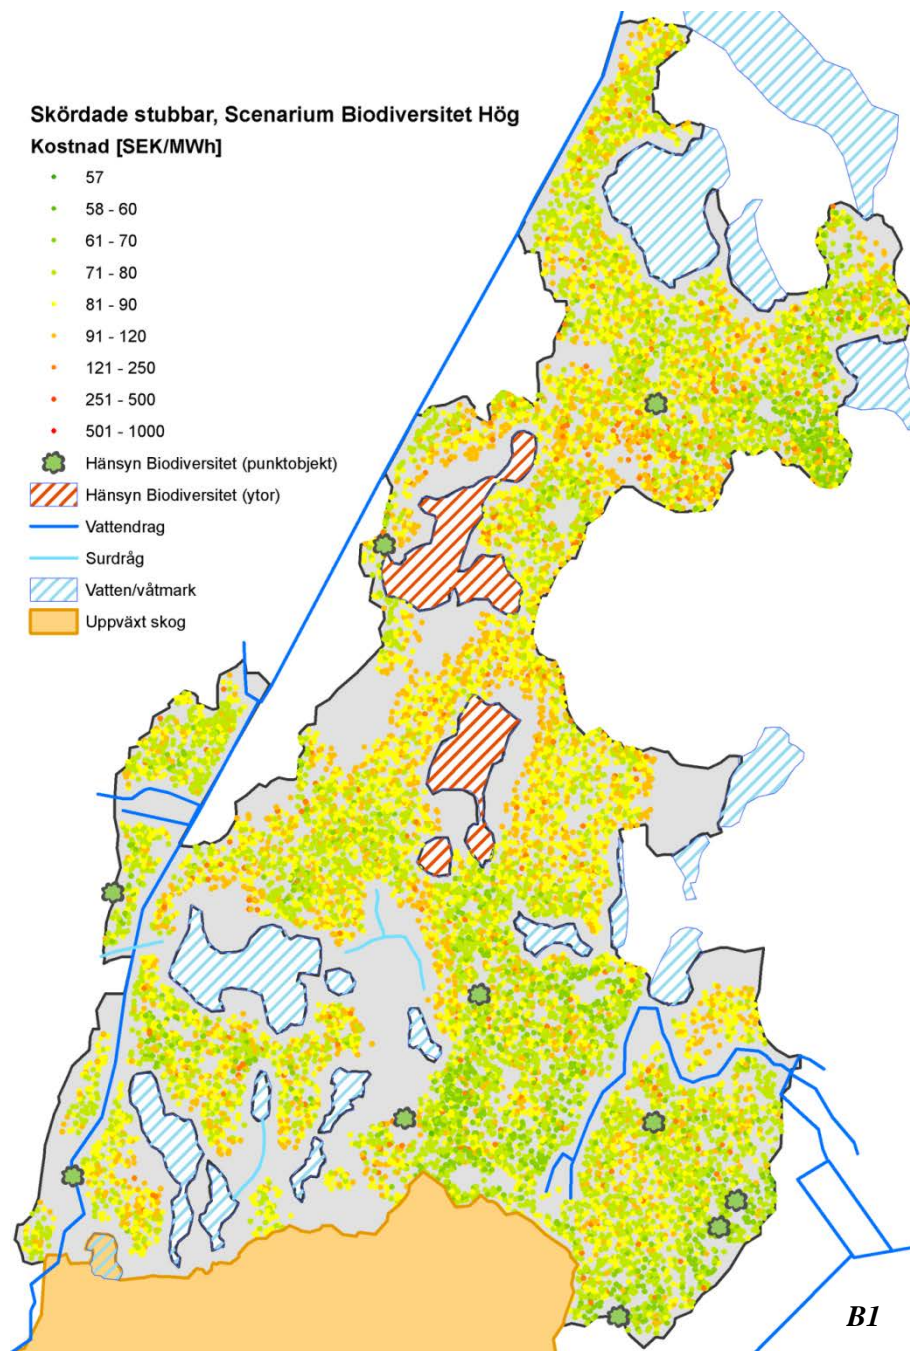 Skördade stubbar, Scenarium Biodiversitet Hög
Kostnad [SEK/MWh]
57
58 - 60
61 - 70
71 - 80
81 - 90
91 - 120
121 - 250
251 - 500
501 - 1000
Hänsyn Biodiversitet (punktobjekt)
Hänsyn Biodiversitet (ytor)
Vattendrag
Surdråg
Vatten/våtmark
Uppväxt skog
B1